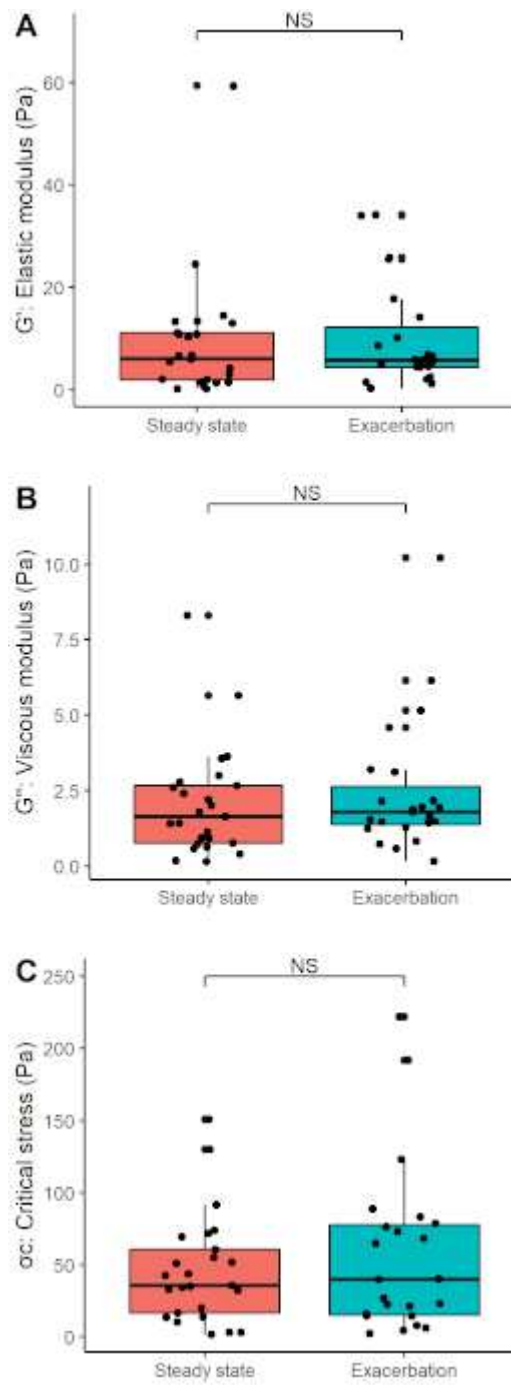 A
NS
G': Elastic modulus (Pa)
60
40
20
0
Steady state
Exacerbation
B
NS
G": Viscous modulus (Pa)
10.0
7.5
5.0
2.5
0.0
Steady state
Exacerbation
C
NS
σc: Critical stress (Pa)
250
200
150
100
50
0
Steady state
Exacerbation